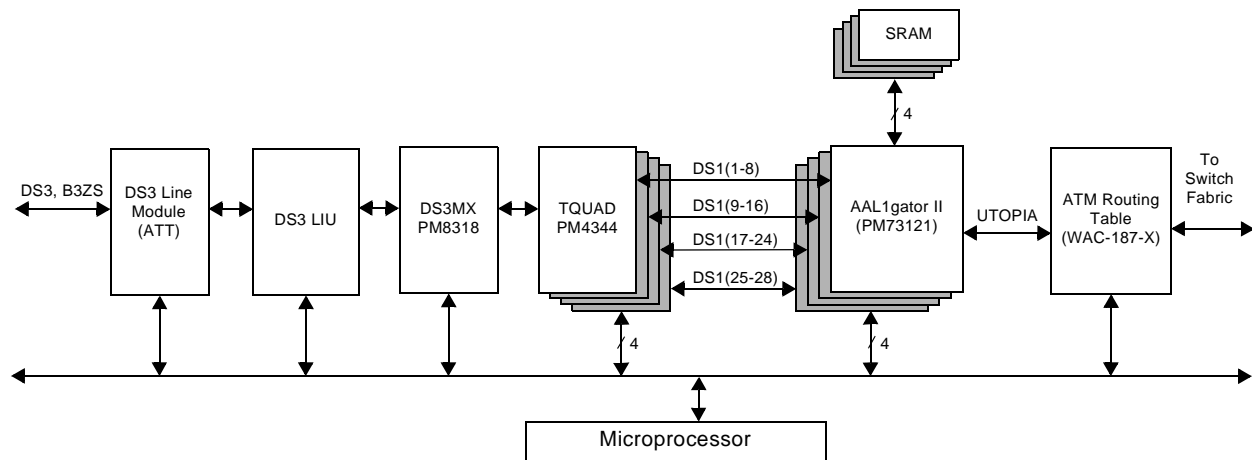 SRAM
4
DS3, B3ZS
DS3 Line
Module
(ATT)
DS3 LIU
DS3MX
PM8318
TQUAD
PM4344
DS1(1-8)
DS1(9-16)
DS1(17-24)
DS1(25-28)
AAL1gator II
(PM73121)
UTOPIA
ATM Routing
Table
(WAC-187-X)
To
Switch
Fabric
4
4
Microprocessor